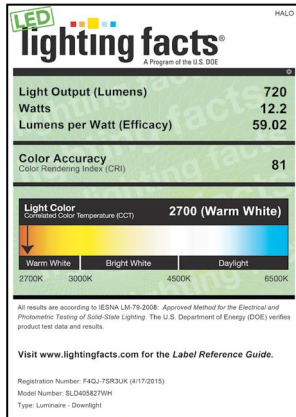 LED
HALO
lighting facts®
A Program of the U.S. DOE
Light Output (Lumens) 720
Watts 12.2
Lumens per Watt (Efficacy) 59.02
Color Accuracy
Color Rendering Index (CRI) 81
Light Color
Correlated Color Temperature (CCT) 2700 (Warm White)
Warm White Bright White Daylight
2700K 3000K 4500K 6500K
All results are according to IESNA LM-79-2008: Approved Method for the Electrical and
Photometric Testing of Solid-State Lighting. The U.S. Department of Energy (DOE) verifies
product test data and results.
Visit www.lightingfacts.com for the Label Reference Guide.
Registration Number: F4QJ-7SR3UK (4/17/2015)
Model Number: SLD405827WH
Type: Luminaire - Downlight